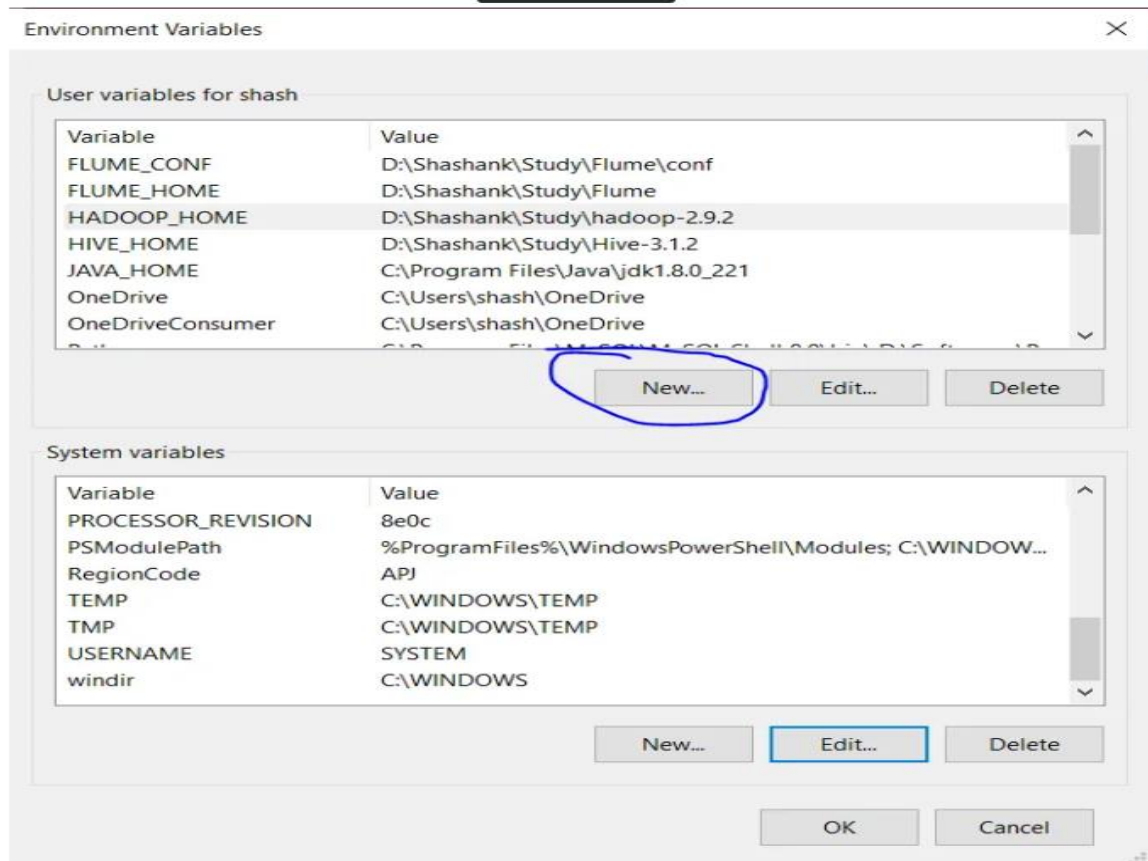 Environment Variables
User variables for shash
Variable Value
FLUME_CONF D:\Shashank\Study\Flume\conf
FLUME_HOME D:\Shashank\Study\Flume
HADOOP_HOME D:\Shashank\Study\hadoop-2.9.2
HIVE_HOME D:\Shashank\Study\Hive-3.1.2
JAVA_HOME C:\Program Files\Java\jdk1.8.0_221
OneDrive C:\Users\shash\OneDrive
OneDriveConsumer C:\Users\shash\OneDrive
New... Edit... Delete
System variables
Variable Value
PROCESSOR_REVISION 8e0c
PSModulePath %ProgramFiles%\WindowsPowerShell\Modules; C:\WINDOW...
RegionCode APJ
TEMP C:\WINDOWS\TEMP
TMP C:\WINDOWS\TEMP
USERNAME SYSTEM
windir C:\WINDOWS
New... Edit... Delete
OK Cancel